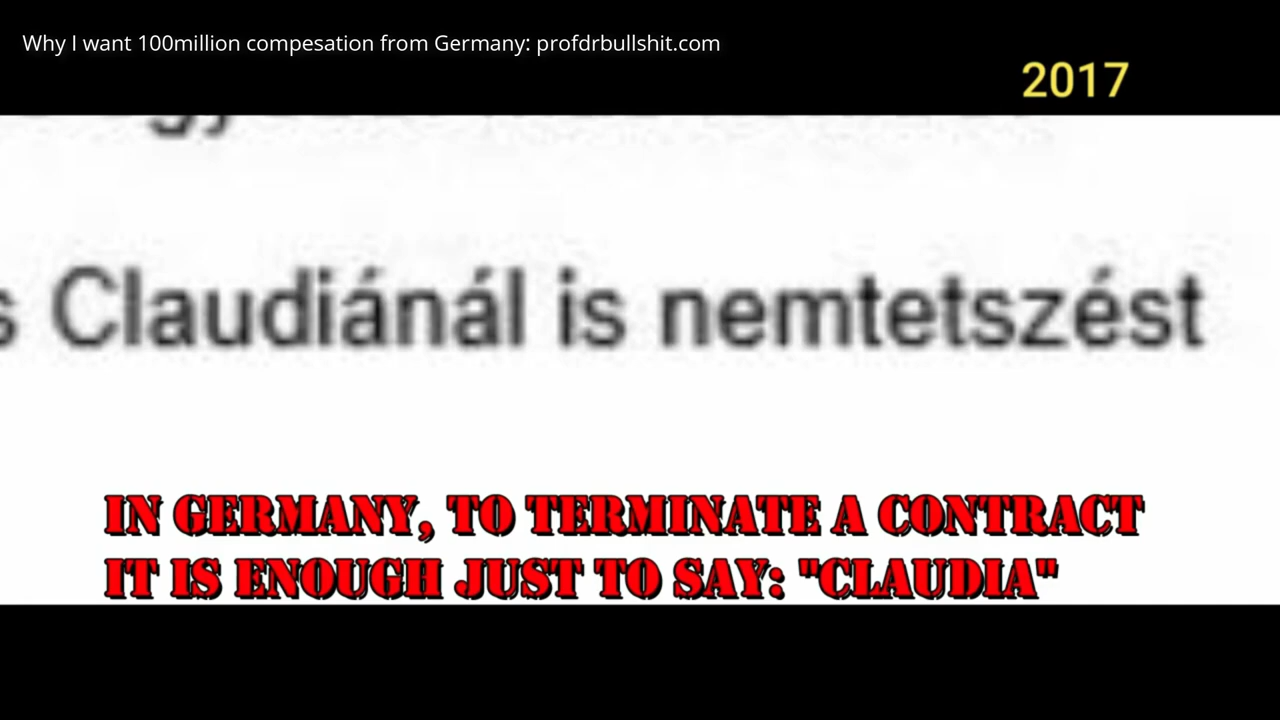 Why I want 100million compesation from Germany: profdrbullshit.com
2017
s Claudiánál is nemtetszést
IN GERMANY, TO TERMINATE A CONTRACT
IT IS ENOUGH JUST TO SAY: "CLAUDIA"